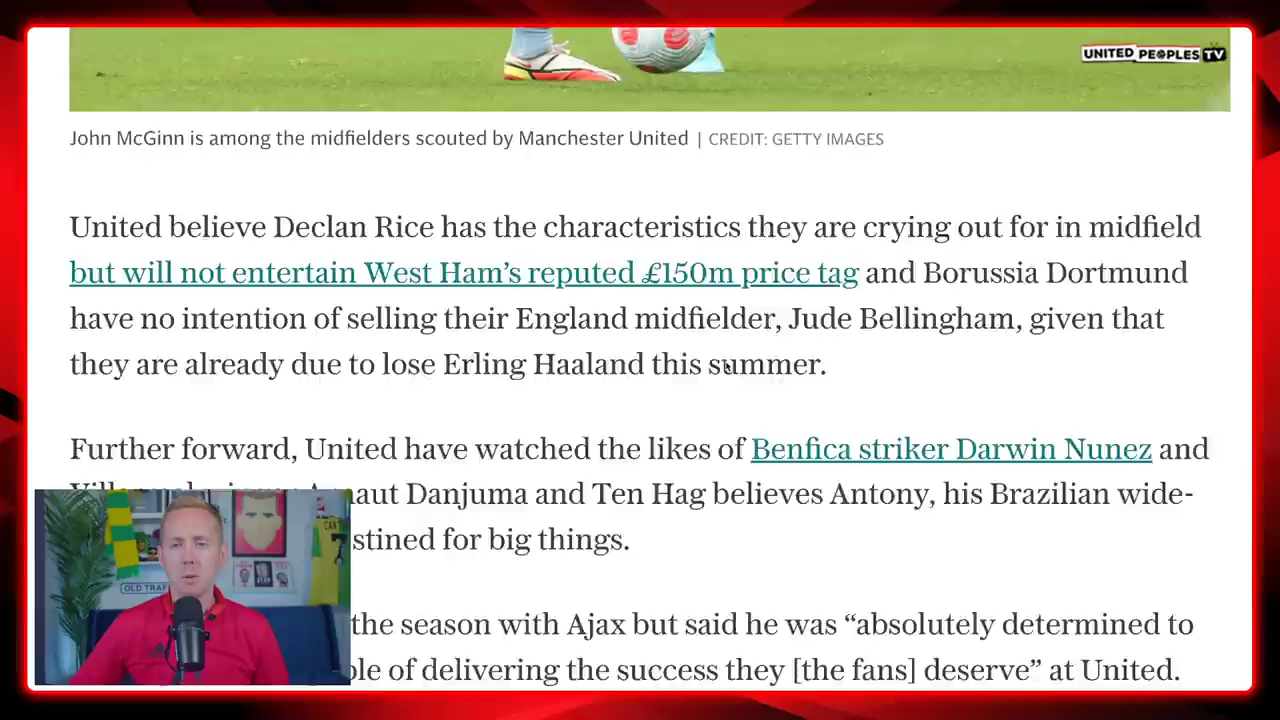 UNITED PEOPLES TV
John McGinn is among the midfielders scouted by Manchester United | CREDIT: GETTY IMAGES
United believe Declan Rice has the characteristics they are crying out for in midfield
but will not entertain West Ham’s reputed £150m price tag and Borussia Dortmund
have no intention of selling their England midfielder, Jude Bellingham, given that
they are already due to lose Erling Haaland this summer.
Further forward, United have watched the likes of Benfica striker Darwin Nunez and
Danjuma and Ten Hag believes Antony, his Brazilian wide-
for big things.
the season with Ajax but said he was “absolutely determined to
of delivering the success they [the fans] deserve” at United.
OLD TRAF
CAN
7